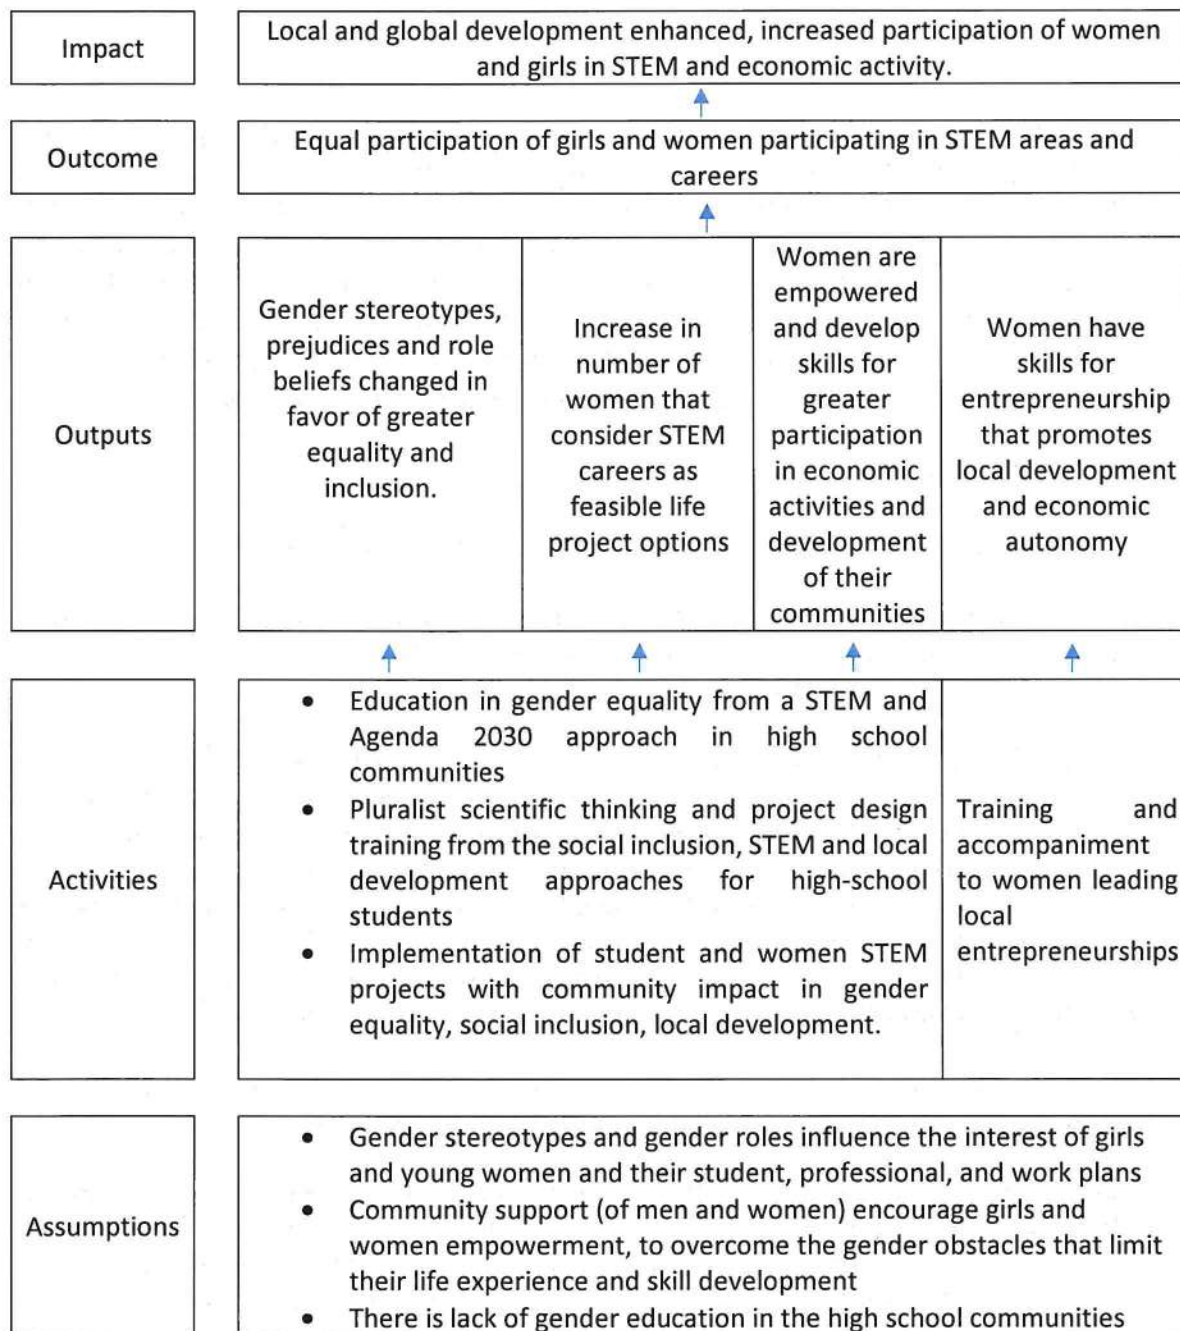 Impact
Local and global development enhanced, increased participation of women
and girls in STEM and economic activity.
Outcome
Equal participation of girls and women participating in STEM areas and
careers
Outputs
Gender stereotypes,
prejudices and role
beliefs changed in
favor of greater
equality and
inclusion.
Increase in
number of
women that
consider STEM
careers as
feasible life
project options
Women are
empowered
and develop
skills for
greater
participation
in economic
activities and
development
of their
communities
Women have
skills for
entrepreneurship
that promotes
local development
and economic
autonomy
Activities
• Education in gender equality from a STEM and
Agenda 2030 approach in high school
communities
• Pluralist scientific thinking and project design
training from the social inclusion, STEM and local
development approaches for high-school
students
• Implementation of student and women STEM
projects with community impact in gender
equality, social inclusion, local development.
Training and
accompaniment
to women leading
local
entrepreneurships
Assumptions
• Gender stereotypes and gender roles influence the interest of girls
and young women and their student, professional, and work plans
• Community support (of men and women) encourage girls and
women empowerment, to overcome the gender obstacles that limit
their life experience and skill development
• There is lack of gender education in the high school communities